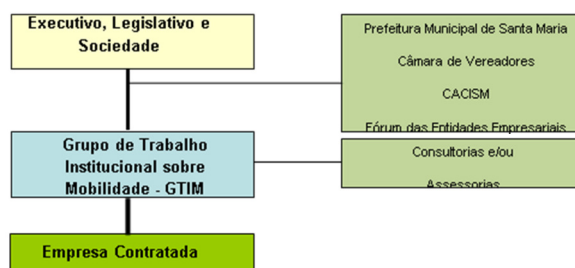 Executivo, Legislativo e
Sociedade
Prefeitura Municipal de Santa Maria
Câmara de Vereadores
CACISM
Fórum das Entidades Empresariais
Grupo de Trabalho
Institucional sobre
Mobilidade - GTIM
Consultorias e/ou
Assessorias
Empresa Contratada